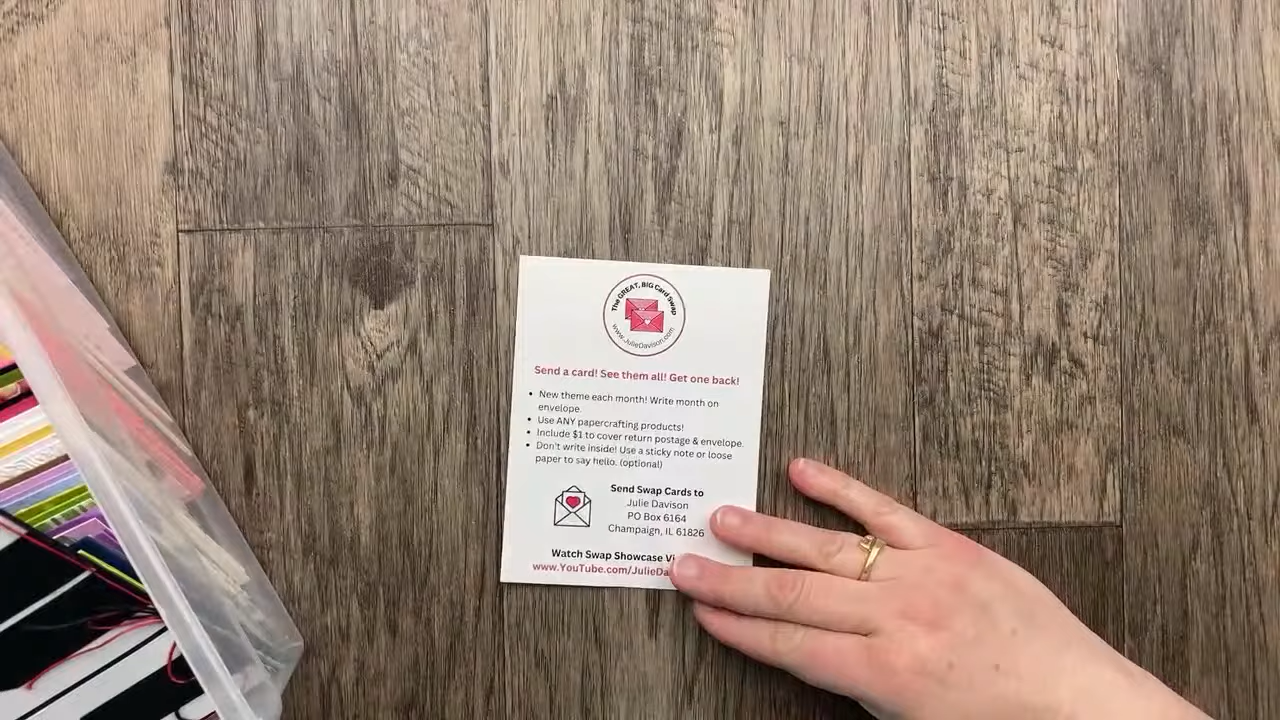 The GREAT, BIG Card Swap
www.JulieDavison.com
Send a card! See them all! Get one back!
• New theme each month! Write month on
envelope.
• Use ANY papercrafting products!
• Include $1 to cover return postage & envelope.
• Don't write inside! Use a sticky note or loose
paper to say hello. (optional)
Send Swap Cards to
Julie Davison
PO Box 6164
Champaign, IL 61826
Watch Swap Showcase
www.YouTube.com/JulieDa